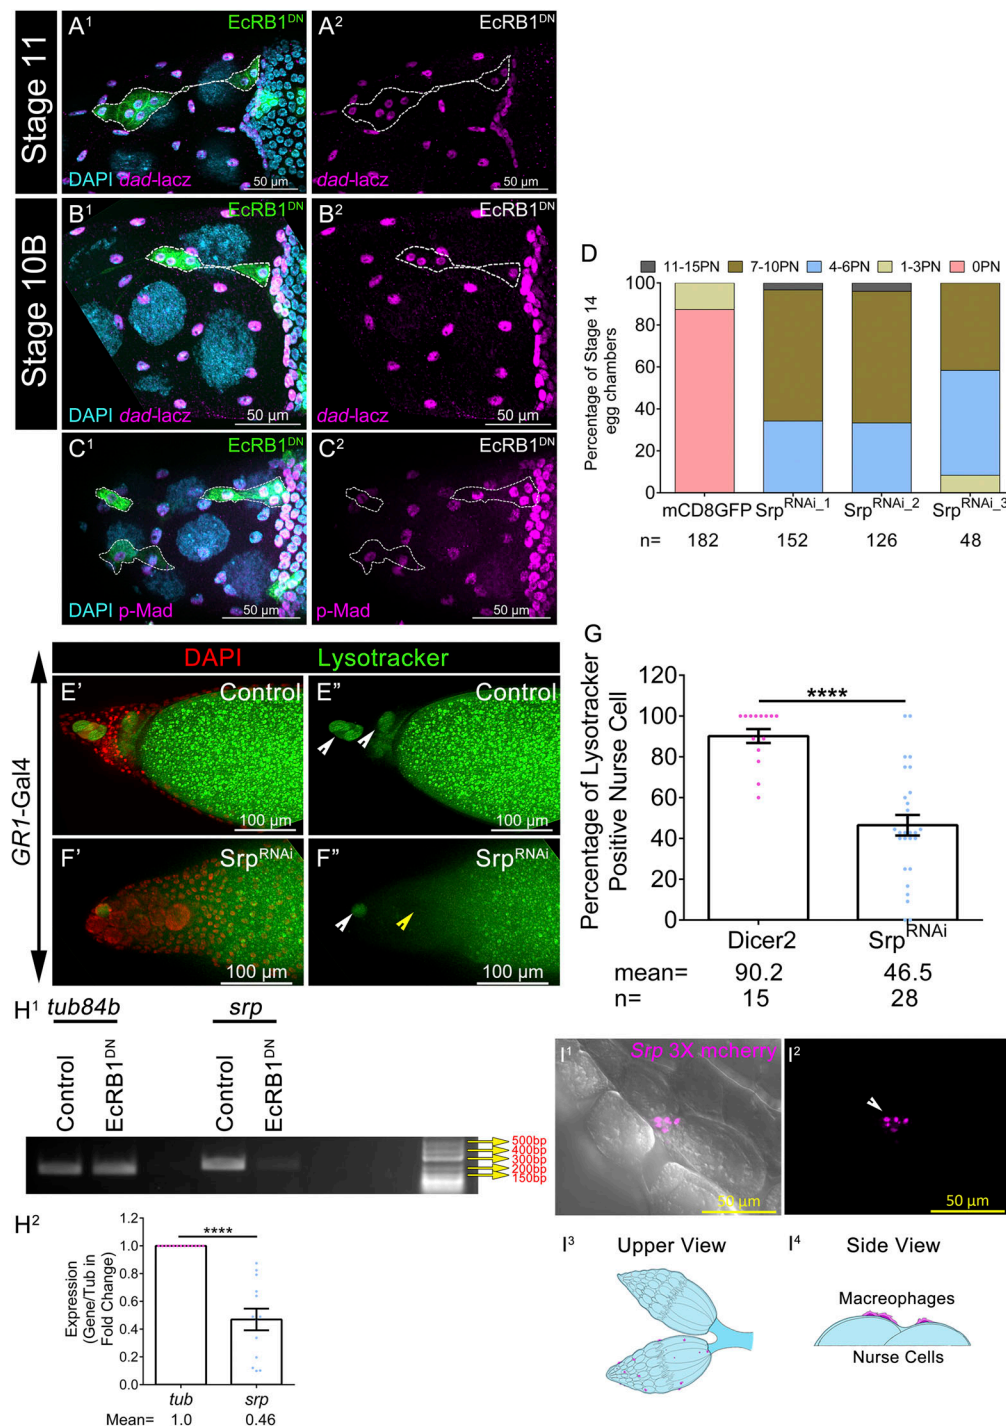 Stage 11
A1
EcRB1DN
DAPI dad-lacz
50 µm
A2
EcRB1DN
dad-lacz
50 µm
Stage 10B
B1
EcRB1DN
DAPI dad-lacz
50 µm
B2
EcRB1DN
dad-lacz
50 µm
C1
EcRB1DN
DAPI p-Mad
50 µm
C2
EcRB1DN
p-Mad
50 µm
D
11-15PN 7-10PN 4-6PN 1-3PN 0PN
Percentage of Stage 14
egg chambers
100
80
60
40
20
0
mCD8GFP SrpRNAi_1 SrpRNAi_2 SrpRNAi_3
n= 182 152 126 48
GR1-Gal4
DAPI Lysotracker
E' Control
100 µm
E" Control
100 µm
F' SrpRNAi
100 µm
F" SrpRNAi
100 µm
G
Percentage of Lysotracker
Positive Nurse Cell
120
100
80
60
40
20
0
****
Dicer2 SrpRNAi
mean= 90.2 46.5
n= 15 28
H1 tub84b srp
Control
EcRB1DN
Control
EcRB1DN
500bp
400bp
300bp
200bp
150bp
H2
Expression
(Gene/Tub in
Fold Change)
1.2
1.0
0.8
0.6
0.4
0.2
0.0
****
tub srp
Mean= 1.0 0.46
I1 Srp 3X mcherry
50 µm
I2
50 µm
I3 Upper View
I4 Side View
Macreophages
Nurse Cells